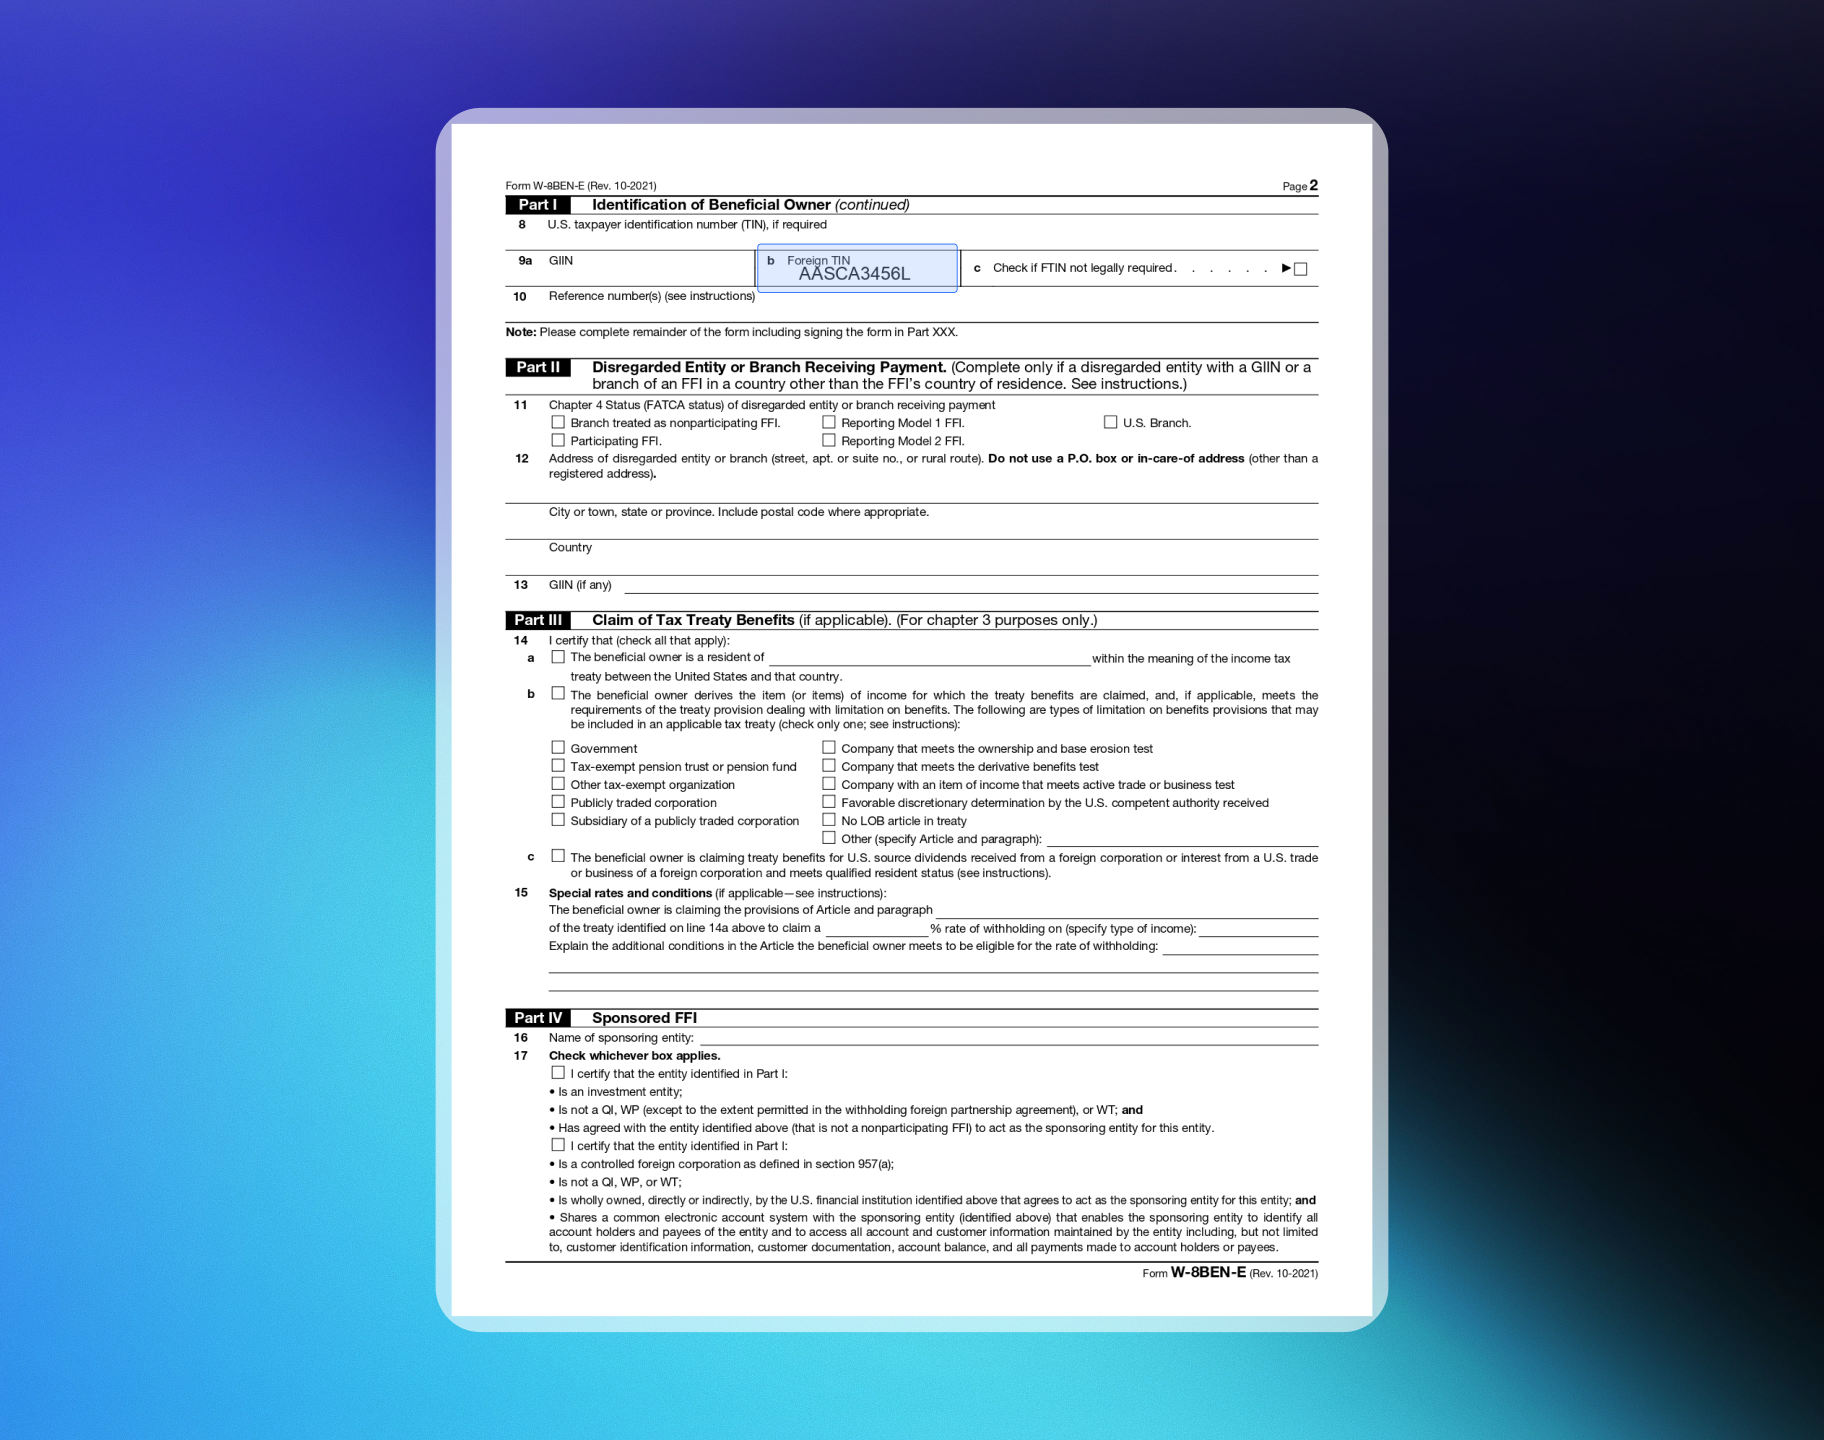 Form W-8BEN-E (Rev. 10-2021) Page 2
Part I Identification of Beneficial Owner (continued)
8 U.S. taxpayer identification number (TIN), if required
9a GIIN b Foreign TIN c Check if FTIN not legally required . . . . . . ▶
AASCA3456L
10 Reference number(s) (see instructions)
Note: Please complete remainder of the form including signing the form in Part XXX.
Part II Disregarded Entity or Branch Receiving Payment. (Complete only if a disregarded entity with a GIIN or a
branch of an FFI in a country other than the FFI's country of residence. See instructions.)
11 Chapter 4 Status (FATCA status) of disregarded entity or branch receiving payment
Branch treated as nonparticipating FFI. Reporting Model 1 FFI. U.S. Branch.
Participating FFI. Reporting Model 2 FFI.
12 Address of disregarded entity or branch (street, apt. or suite no., or rural route). Do not use a P.O. box or in-care-of address (other than a
registered address).
City or town, state or province. Include postal code where appropriate.
Country
13 GIIN (if any)
Part III Claim of Tax Treaty Benefits (if applicable). (For chapter 3 purposes only.)
14 I certify that (check all that apply):
a The beneficial owner is a resident of within the meaning of the income tax
treaty between the United States and that country.
b The beneficial owner derives the item (or items) of income for which the treaty benefits are claimed, and, if applicable, meets the
requirements of the treaty provision dealing with limitation on benefits. The following are types of limitation on benefits provisions that may
be included in an applicable tax treaty (check only one; see instructions):
Government Company that meets the ownership and base erosion test
Tax-exempt pension trust or pension fund Company that meets the derivative benefits test
Other tax-exempt organization Company with an item of income that meets active trade or business test
Publicly traded corporation Favorable discretionary determination by the U.S. competent authority received
Subsidiary of a publicly traded corporation No LOB article in treaty
Other (specify Article and paragraph):
c The beneficial owner is claiming treaty benefits for U.S. source dividends received from a foreign corporation or interest from a U.S. trade
or business of a foreign corporation and meets qualified resident status (see instructions).
15 Special rates and conditions (if applicable—see instructions):
The beneficial owner is claiming the provisions of Article and paragraph
of the treaty identified on line 14a above to claim a % rate of withholding on (specify type of income):
Explain the additional conditions in the Article the beneficial owner meets to be eligible for the rate of withholding:
Part IV Sponsored FFI
16 Name of sponsoring entity:
17 Check whichever box applies.
I certify that the entity identified in Part I:
• Is an investment entity;
• Is not a QI, WP (except to the extent permitted in the withholding foreign partnership agreement), or WT; and
• Has agreed with the entity identified above (that is not a nonparticipating FFI) to act as the sponsoring entity for this entity.
I certify that the entity identified in Part I:
• Is a controlled foreign corporation as defined in section 957(a);
• Is not a QI, WP, or WT;
• Is wholly owned, directly or indirectly, by the U.S. financial institution identified above that agrees to act as the sponsoring entity for this entity; and
• Shares a common electronic account system with the sponsoring entity (identified above) that enables the sponsoring entity to identify all
account holders and payees of the entity and to access all account and customer information maintained by the entity including, but not limited
to, customer identification information, customer documentation, account balance, and all payments made to account holders or payees.
Form W-8BEN-E (Rev. 10-2021)